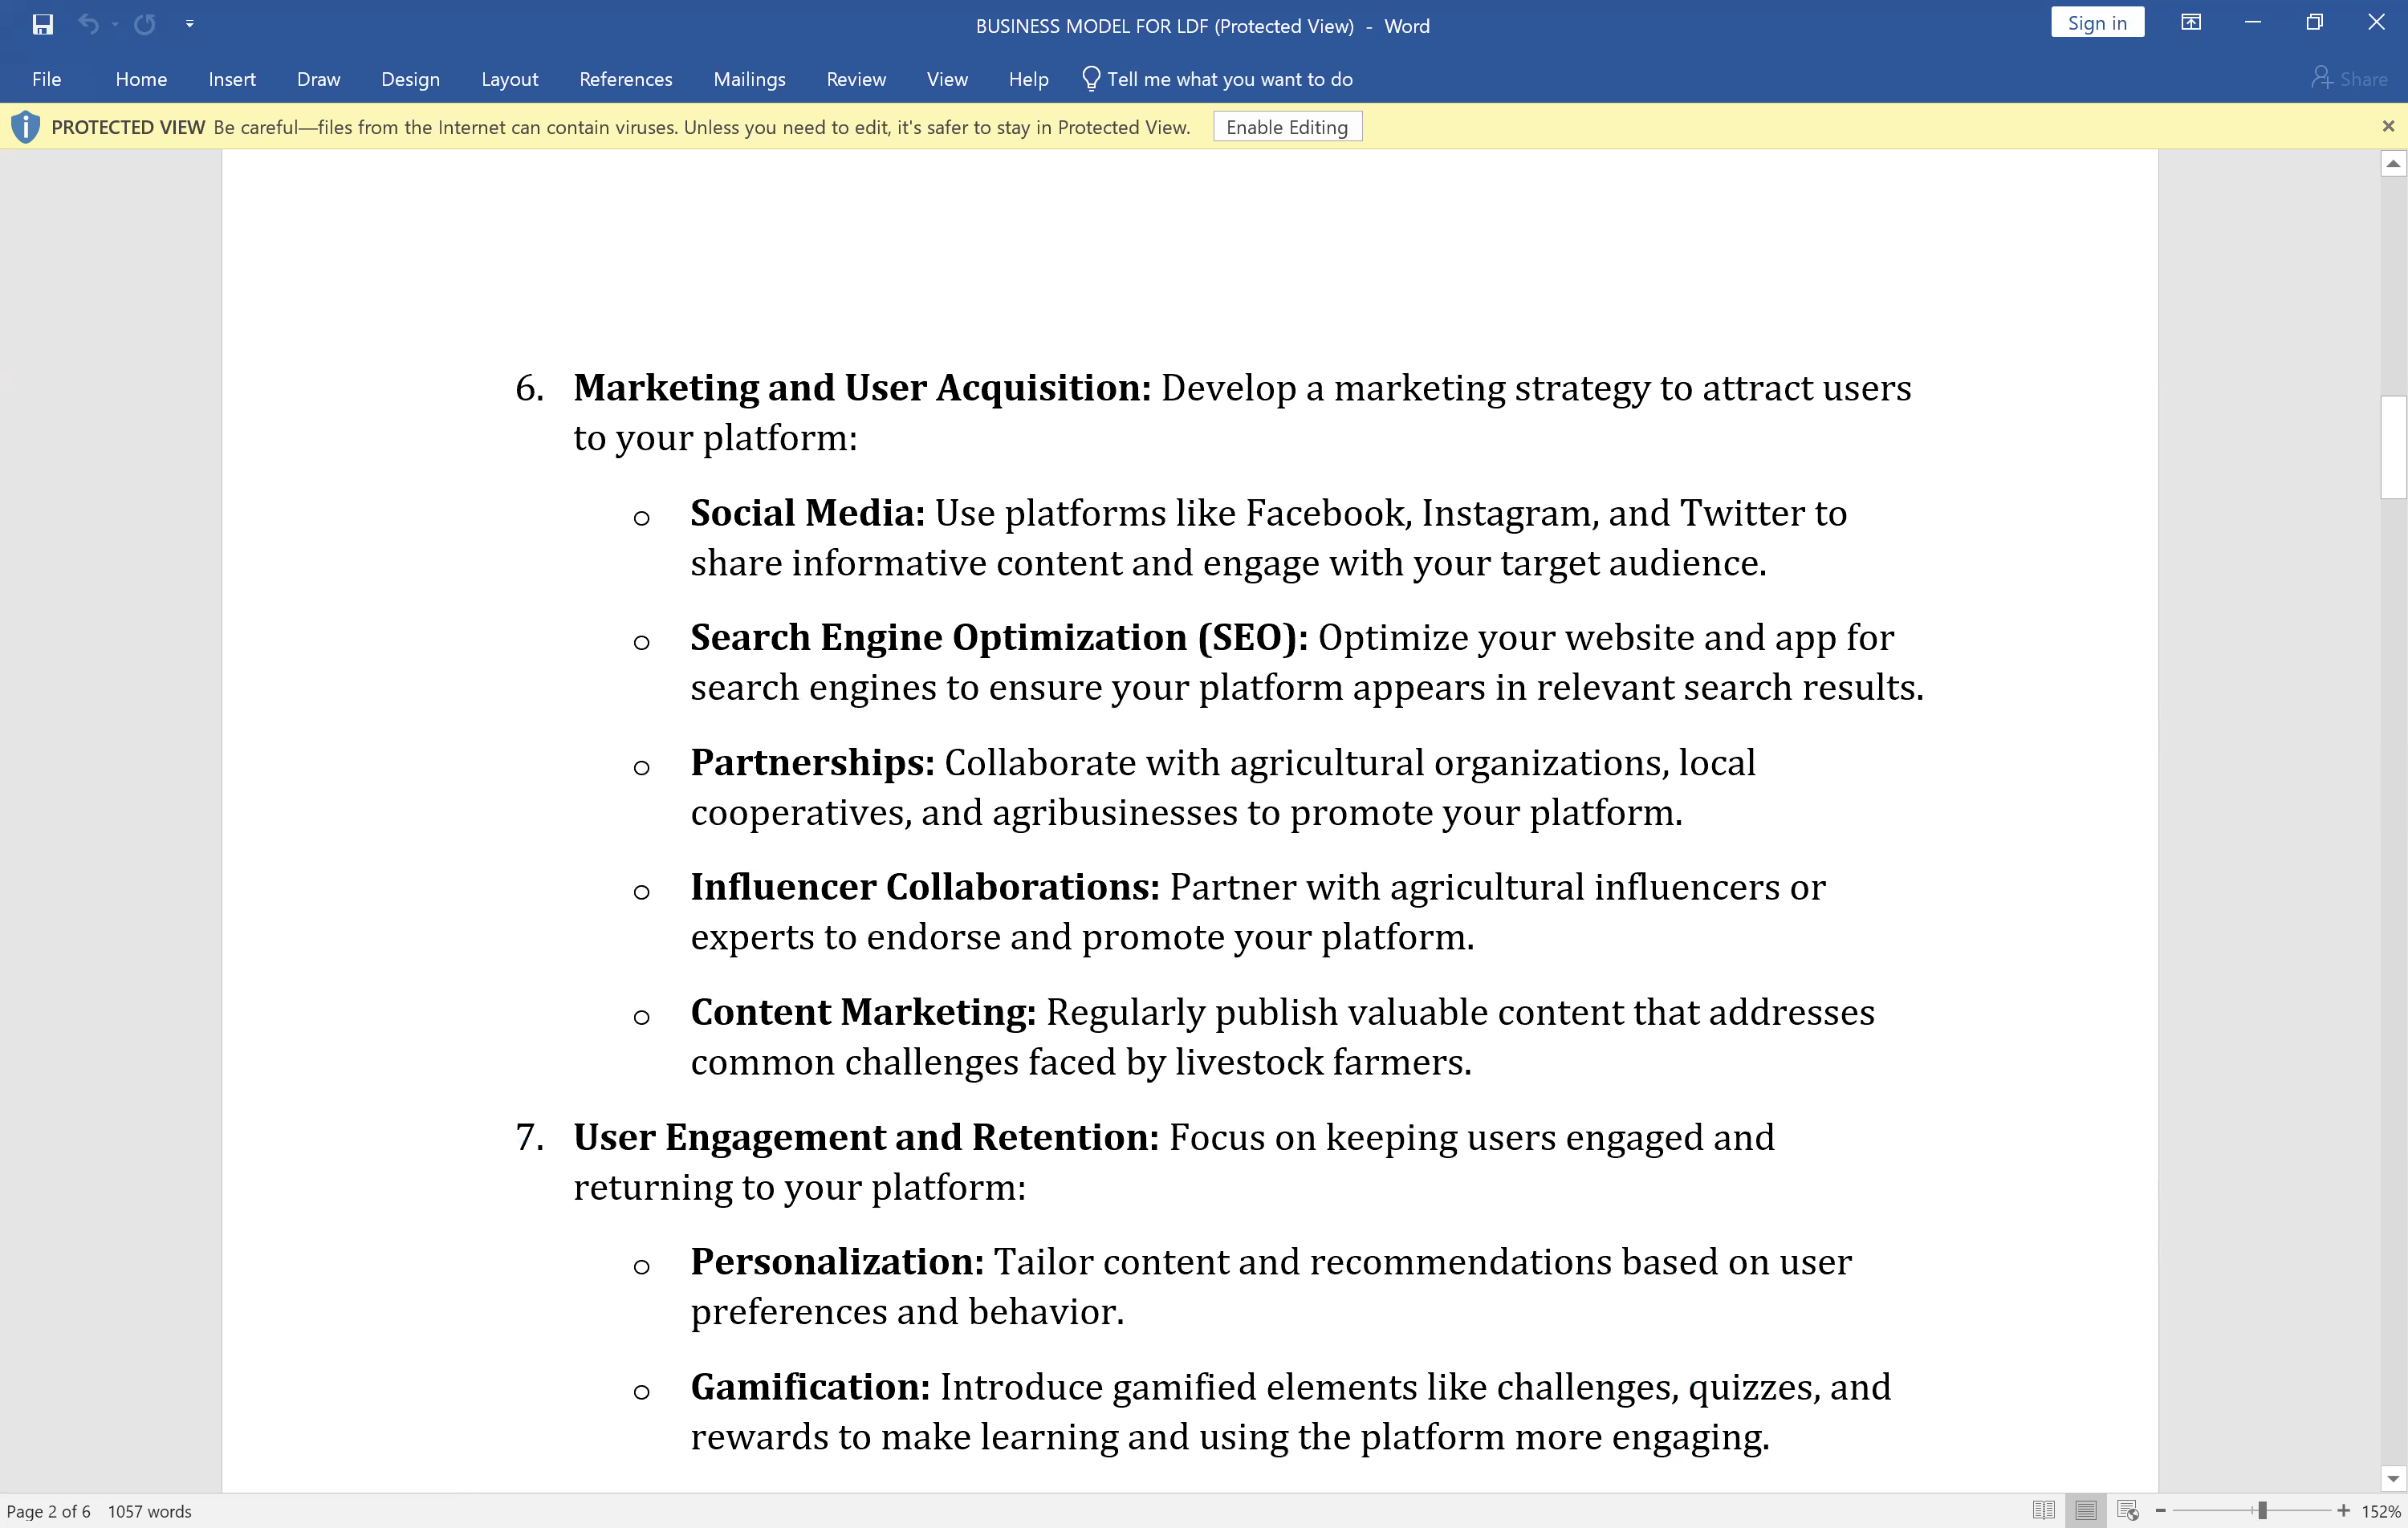 BUSINESS MODEL FOR LDF (Protected View) - Word
Sign in
File Home Insert Draw Design Layout References Mailings Review View Help Tell me what you want to do Share
PROTECTED VIEW Be careful—files from the Internet can contain viruses. Unless you need to edit, it's safer to stay in Protected View. Enable Editing
6. Marketing and User Acquisition: Develop a marketing strategy to attract users
to your platform:
o Social Media: Use platforms like Facebook, Instagram, and Twitter to
share informative content and engage with your target audience.
o Search Engine Optimization (SEO): Optimize your website and app for
search engines to ensure your platform appears in relevant search results.
o Partnerships: Collaborate with agricultural organizations, local
cooperatives, and agribusinesses to promote your platform.
o Influencer Collaborations: Partner with agricultural influencers or
experts to endorse and promote your platform.
o Content Marketing: Regularly publish valuable content that addresses
common challenges faced by livestock farmers.
7. User Engagement and Retention: Focus on keeping users engaged and
returning to your platform:
o Personalization: Tailor content and recommendations based on user
preferences and behavior.
o Gamification: Introduce gamified elements like challenges, quizzes, and
rewards to make learning and using the platform more engaging.
Page 2 of 6 1057 words 152%